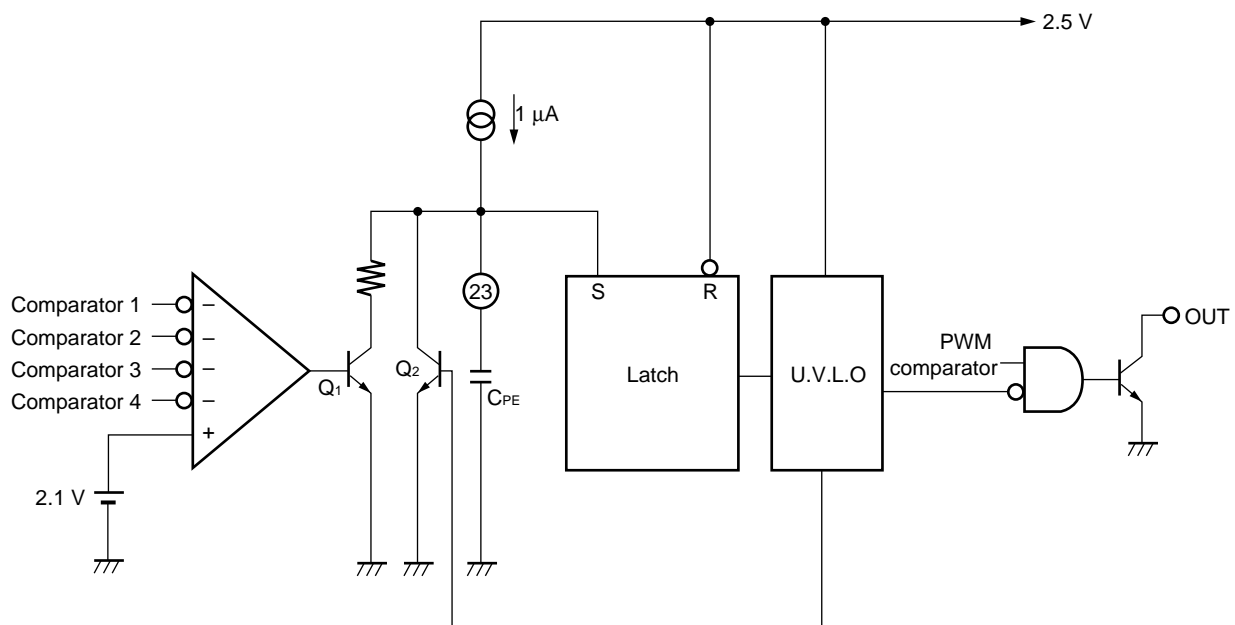 2.5 V
1 μA
23
S
R
Comparator 1
Comparator 2
Comparator 3
Comparator 4
–
–
–
–
+
Q1
Q2
CPE
Latch
U.V.L.O
PWM
comparator
OUT
2.1 V